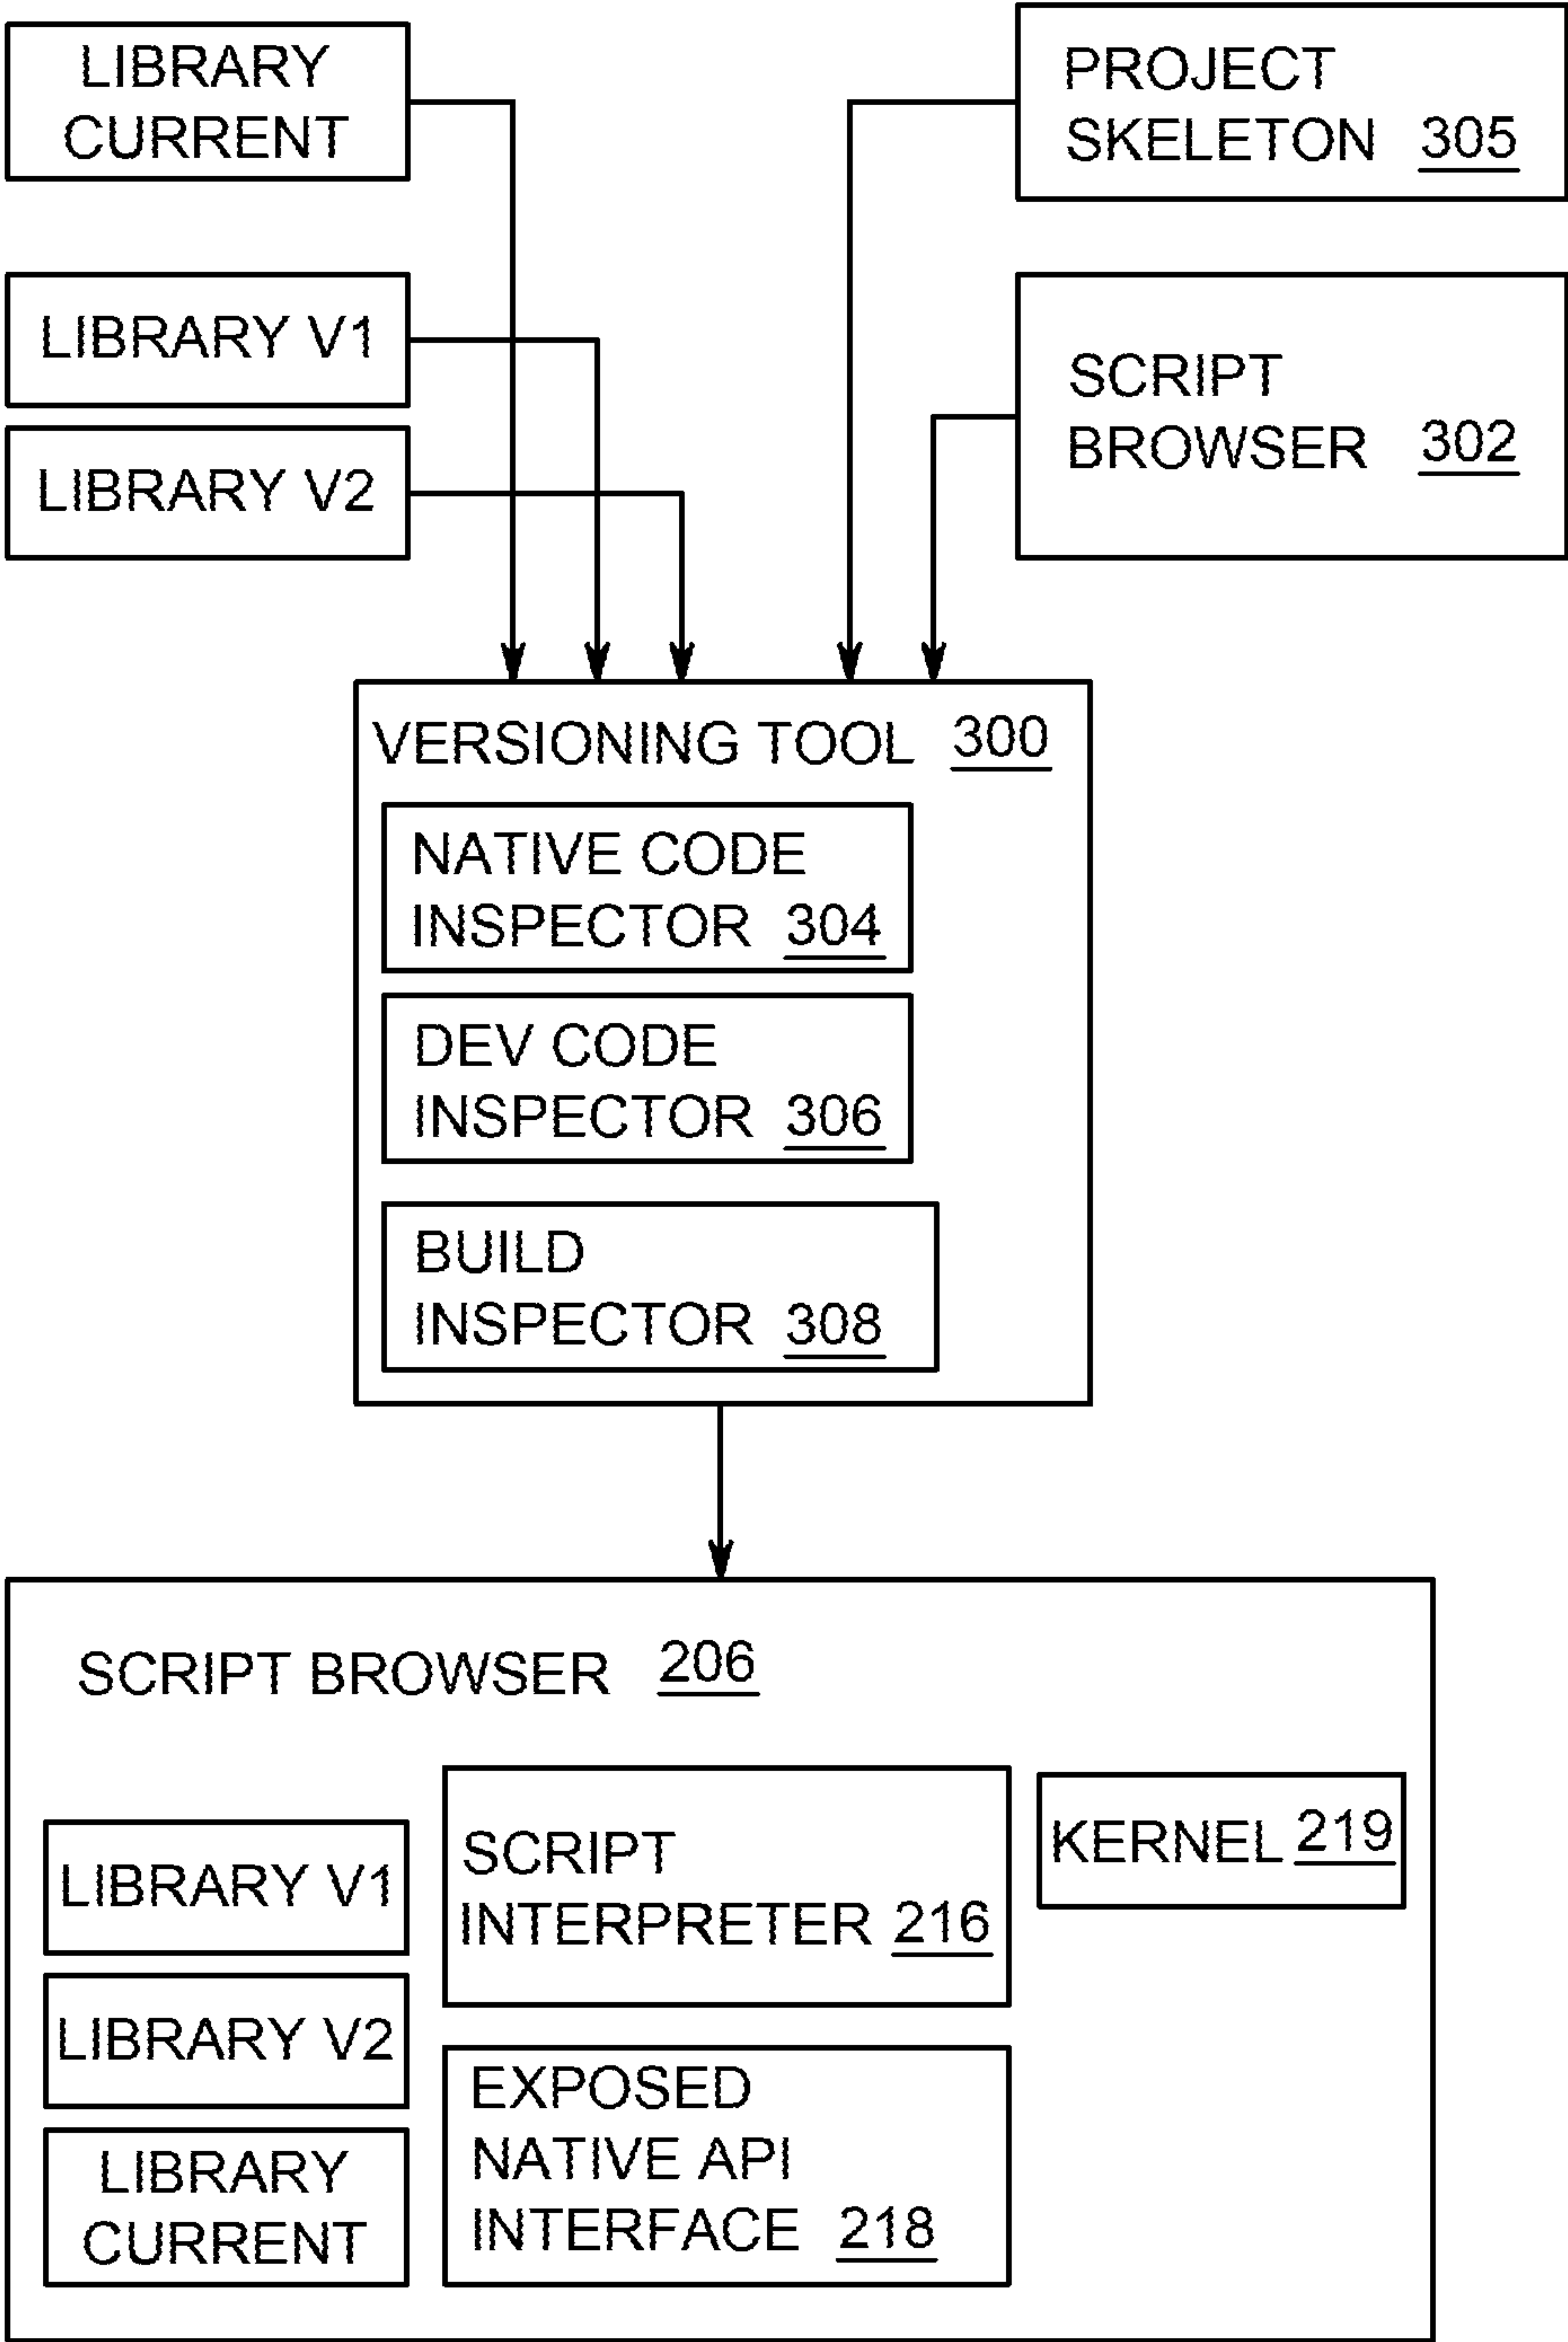 LIBRARY
CURRENT
PROJECT
SKELETON 305
LIBRARY V1
LIBRARY V2
SCRIPT
BROWSER 302
VERSIONING TOOL 300
NATIVE CODE
INSPECTOR 304
DEV CODE
INSPECTOR 306
BUILD
INSPECTOR 308
SCRIPT BROWSER 206
LIBRARY V1
LIBRARY V2
LIBRARY
CURRENT
SCRIPT
INTERPRETER 216
EXPOSED
NATIVE API
INTERFACE 218
KERNEL 219